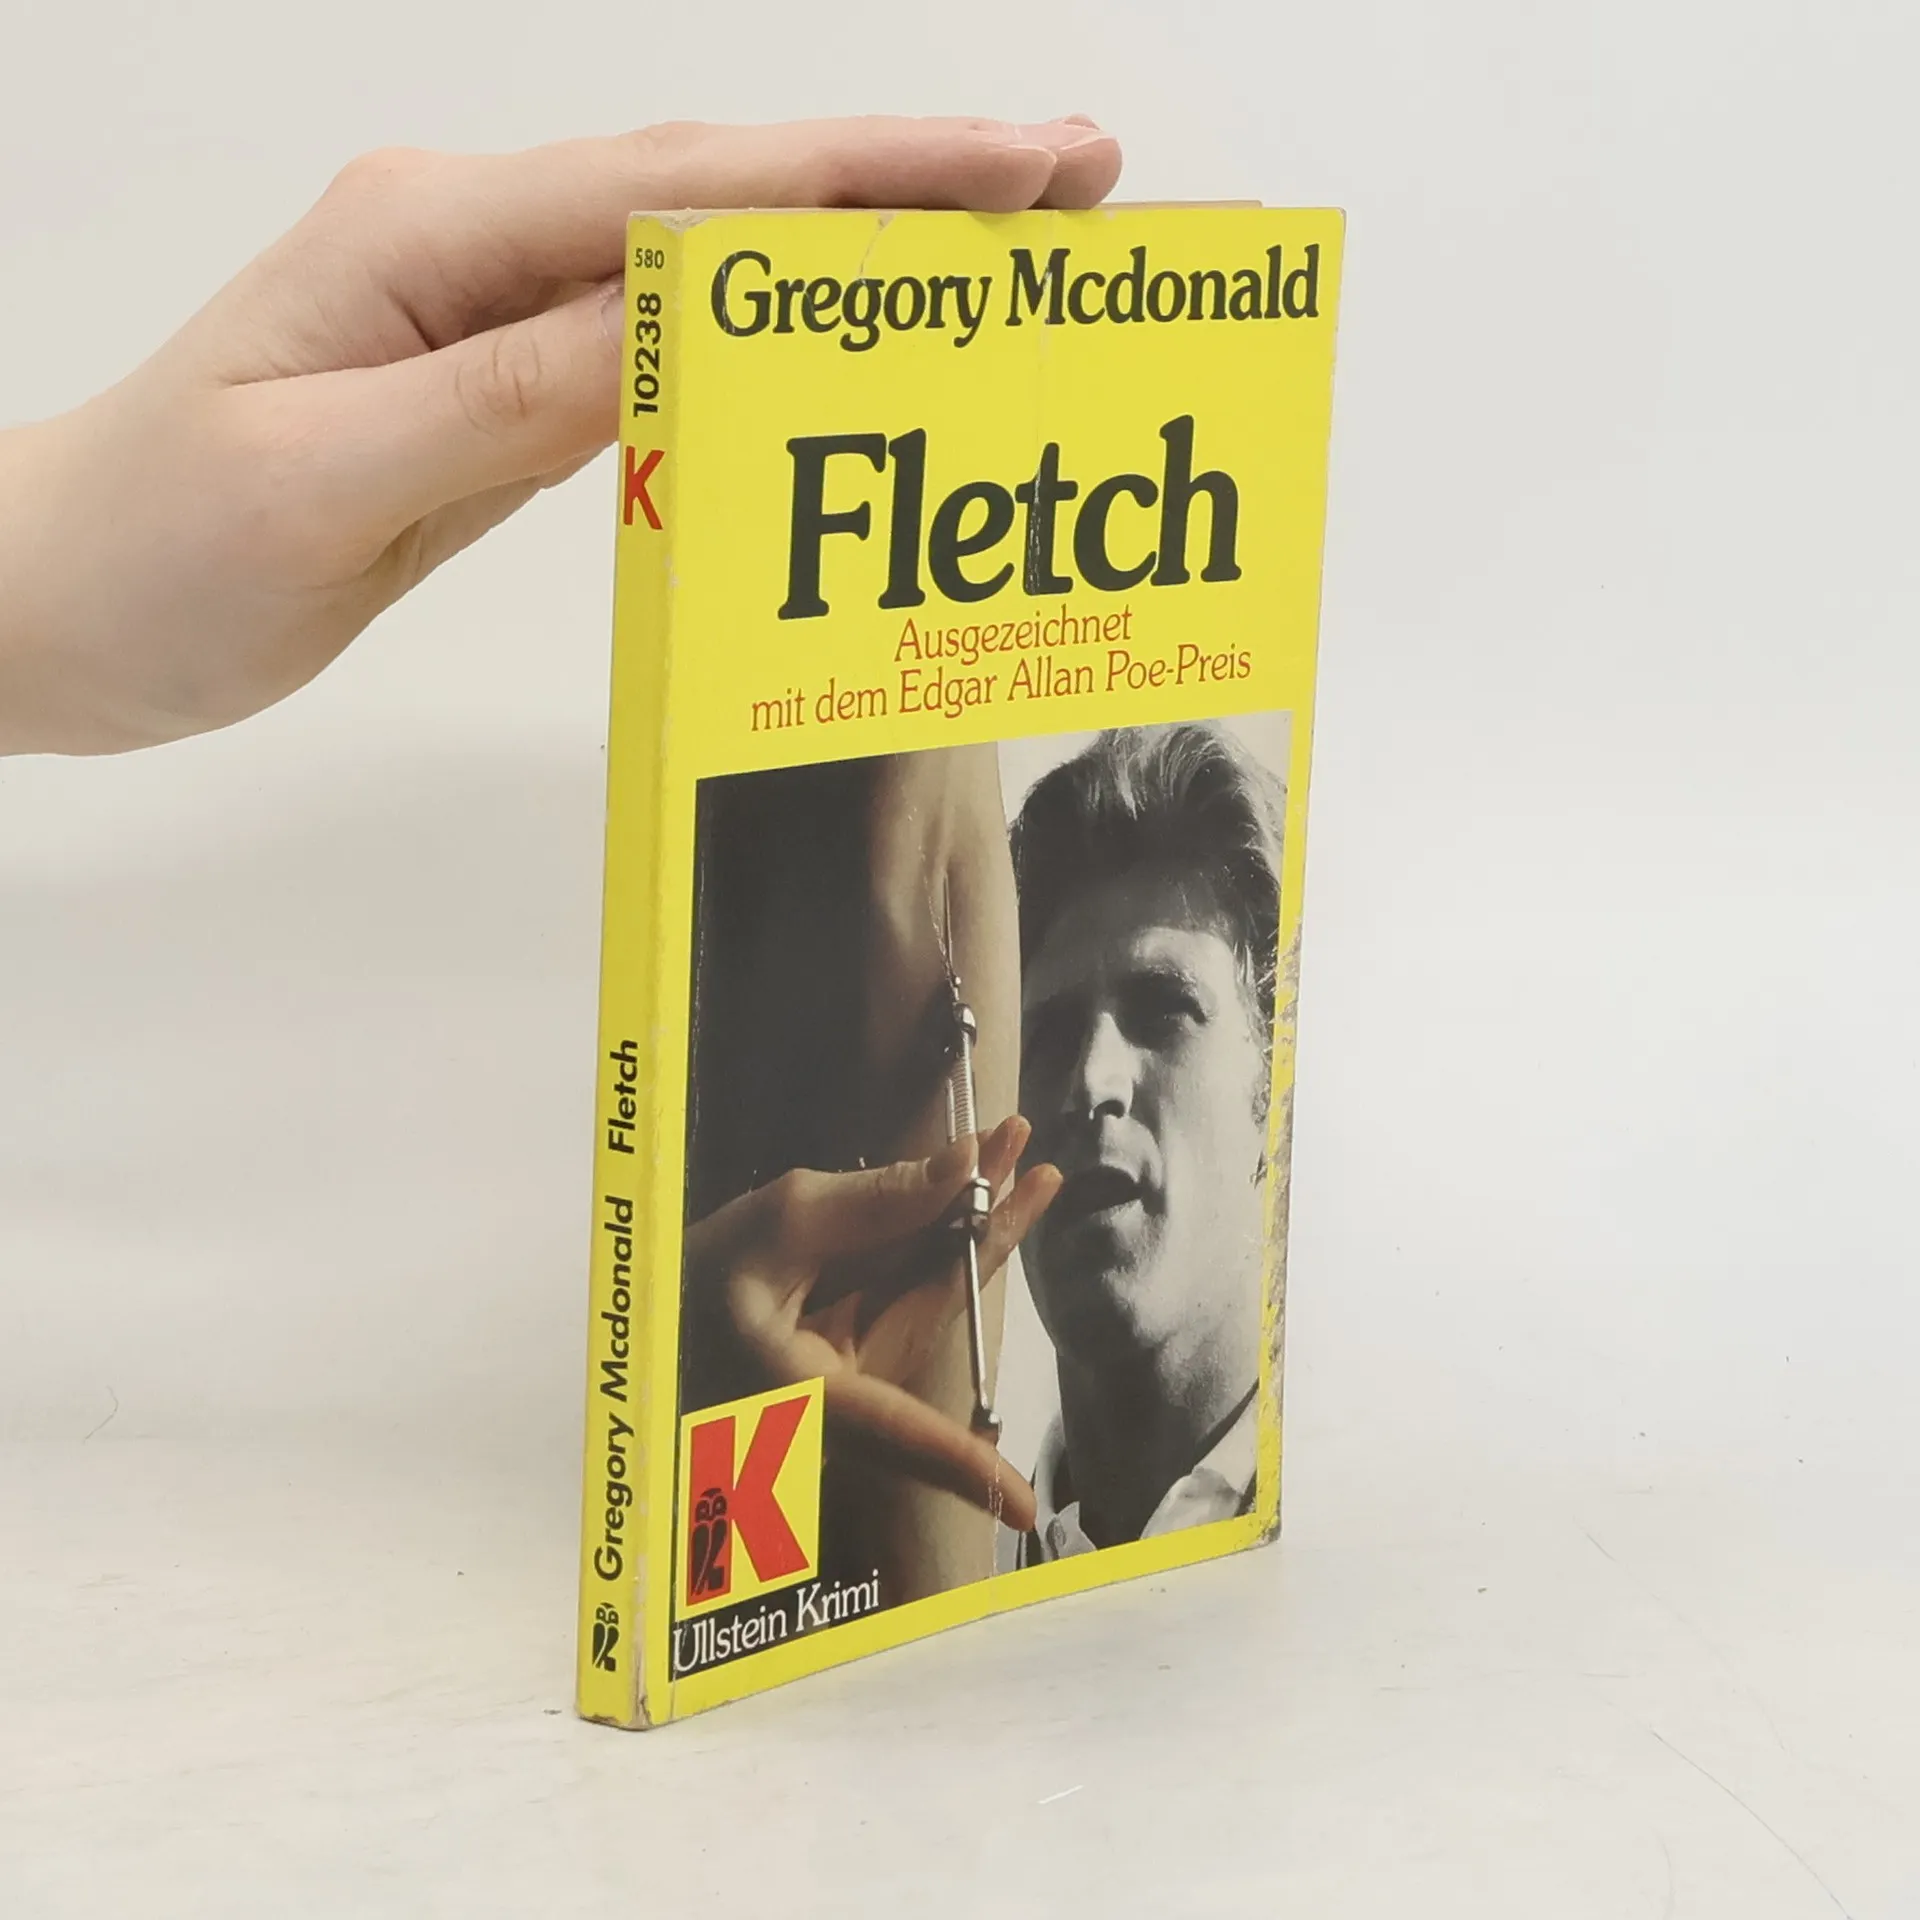 Gregory Mcdonald
Fletch
Ausgezeichnet
mit dem Edgar Allan Poe-Preis
K
Ullstein Krimi
580
10238
K
Gregory Mcdonald Fletch